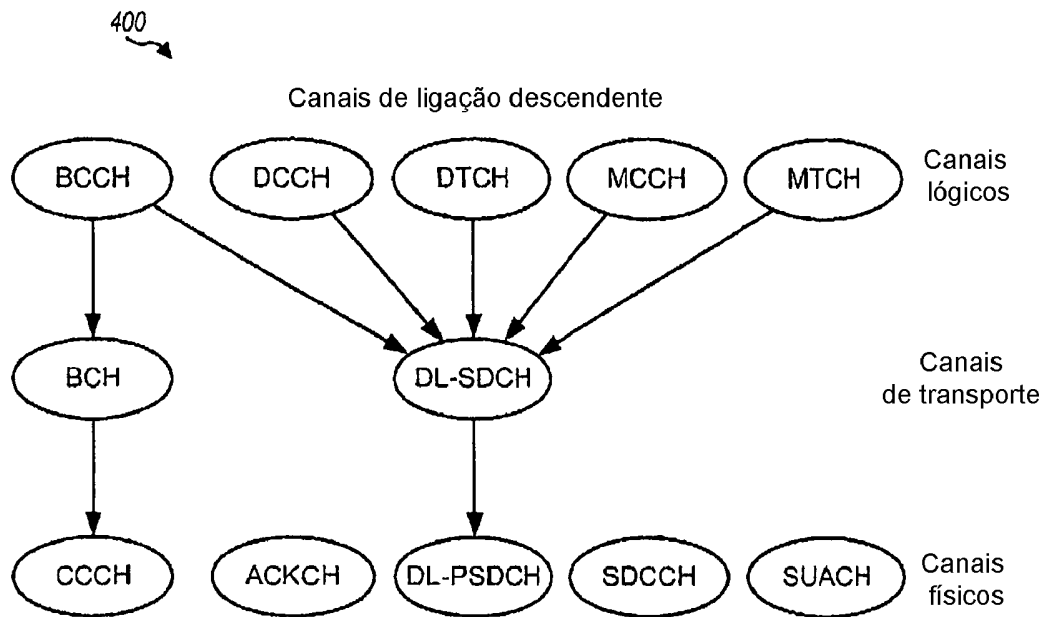 400
Canais de ligação descendente
BCCH DCCH DTCH MCCH MTCH
Canais
lógicos
BCH DL-SDCH
Canais
de transporte
CCCH ACKCH DL-PSDCH SDCCH SUACH
Canais
físicos